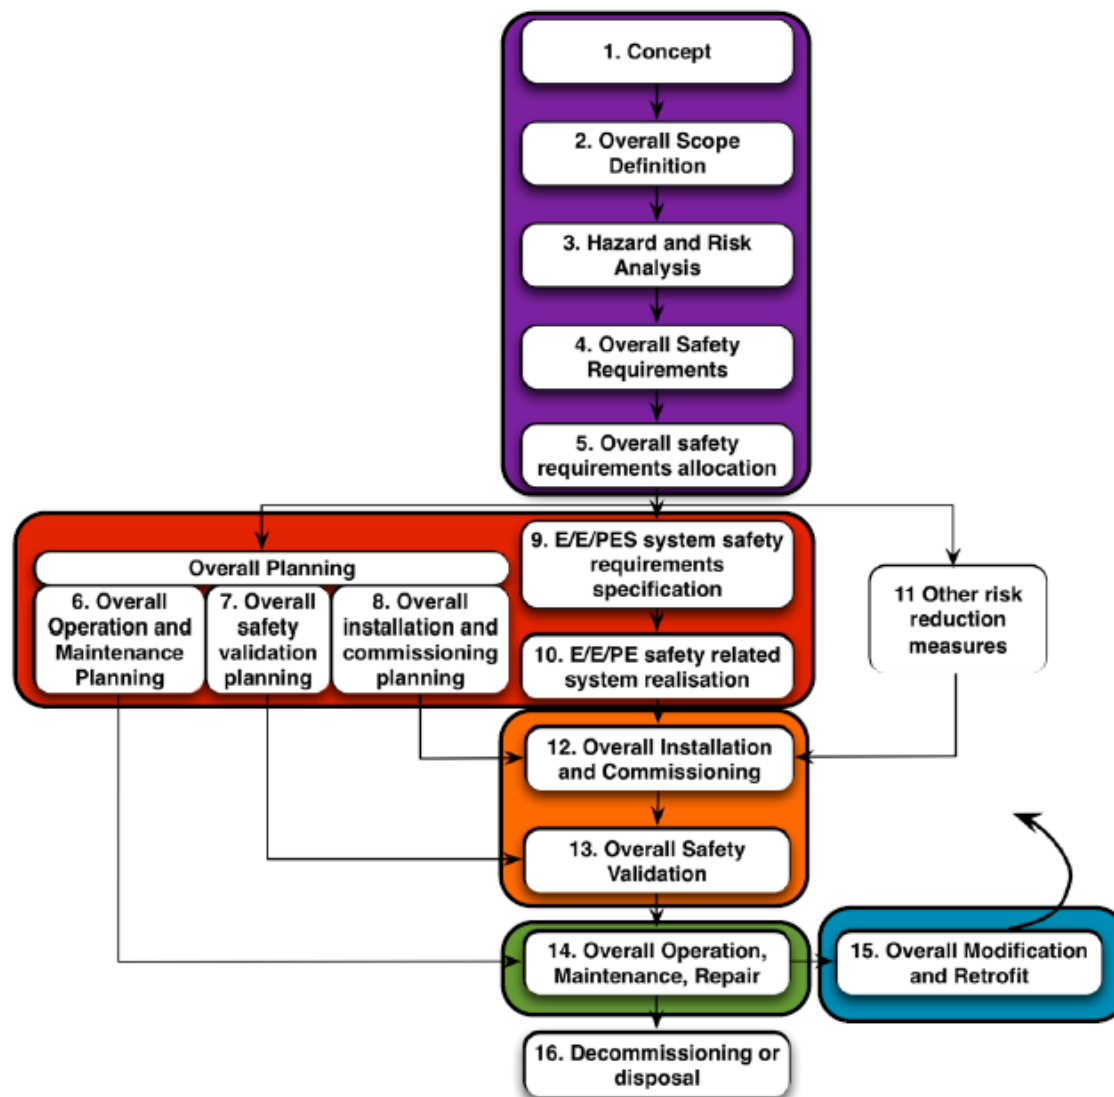 1. Concept
2. Overall Scope
Definition
3. Hazard and Risk
Analysis
4. Overall Safety
Requirements
5. Overall safety
requirements allocation
Overall Planning
6. Overall
Operation and
Maintenance
Planning
7. Overall
safety
validation
planning
8. Overall
installation and
commissioning
planning
9. E/E/PES system safety
requirements
specification
10. E/E/PE safety related
system realisation
11 Other risk
reduction
measures
12. Overall Installation
and Commissioning
13. Overall Safety
Validation
14. Overall Operation,
Maintenance, Repair
15. Overall Modification
and Retrofit
16. Decommissioning or
disposal